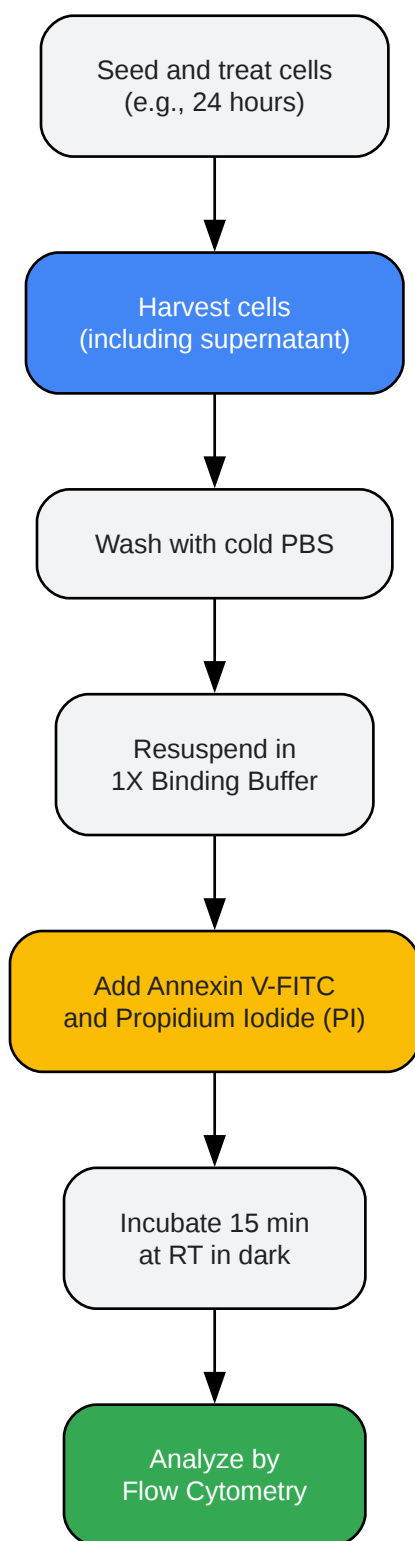 Seed and treat cells
(e.g., 24 hours)
Harvest cells
(including supernatant)
Wash with cold PBS
Resuspend in
1X Binding Buffer
Add Annexin V-FITC
and Propidium Iodide (PI)
Incubate 15 min
at RT in dark
Analyze by
Flow Cytometry